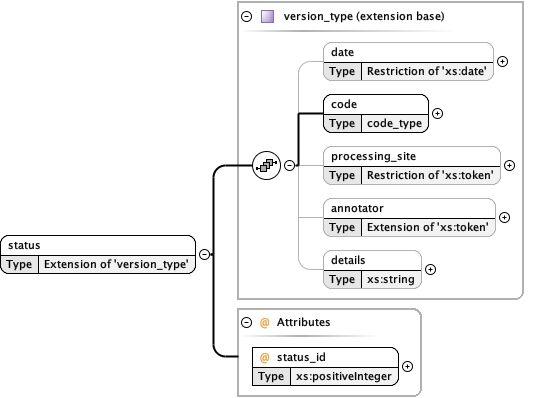 version_type (extension base)
date
Type Restriction of 'xs:date'
code
Type code_type
processing_site
Type Restriction of 'xs:token'
annotator
Type Extension of 'xs:token'
details
Type xs:string
status
Type Extension of 'version_type'
@ Attributes
@ status_id
Type xs:positiveInteger